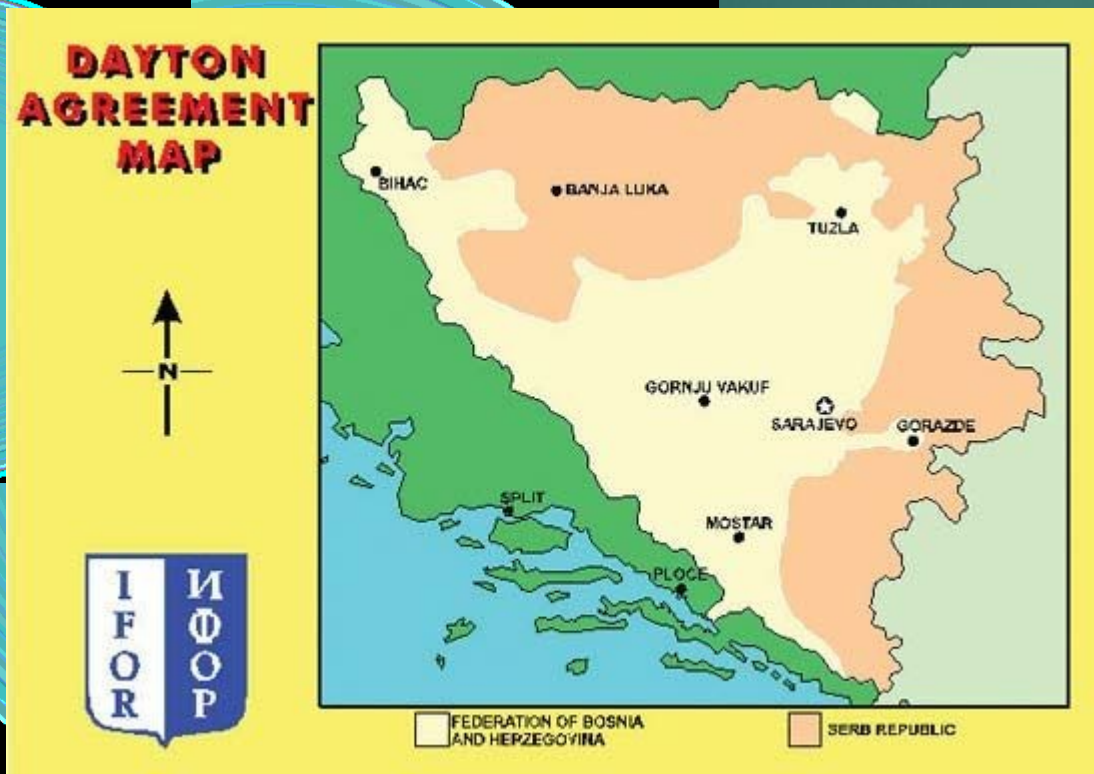 DAYTON
AGREEMENT
MAP
BIHAC
BANJA LUKA
TUZLA
N
GORNJU VAKUF
SARAJEVO
GORAZDE
SPLIT
MOSTAR
PLOCE
I
F
O
R
И
Ф
О
Р
FEDERATION OF BOSNIA
AND HERZEGOVINA
SERB REPUBLIC